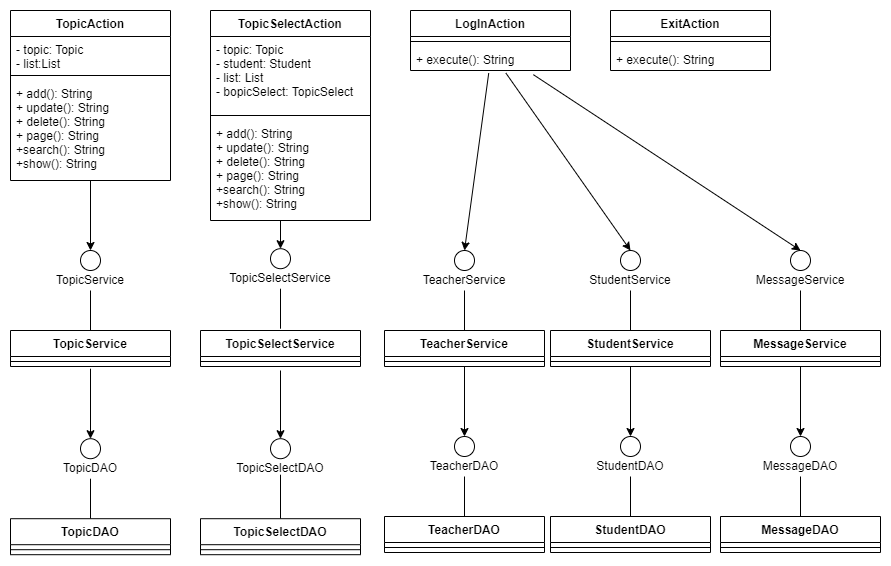 TopicAction
- topic: Topic
- list:List
+ add(): String
+ update(): String
+ delete(): String
+ page(): String
+search(): String
+show(): String
TopicSelectAction
- topic: Topic
- student: Student
- list: List
- bopicSelect: TopicSelect
+ add(): String
+ update(): String
+ delete(): String
+ page(): String
+search(): String
+show(): String
LogInAction
+ execute(): String
ExitAction
+ execute(): String
TopicService
TopicSelectService
TeacherService
StudentService
MessageService
TopicService
TopicSelectService
TeacherService
StudentService
MessageService
TopicDAO
TopicSelectDAO
TeacherDAO
StudentDAO
MessageDAO
TopicDAO
TopicSelectDAO
TeacherDAO
StudentDAO
MessageDAO